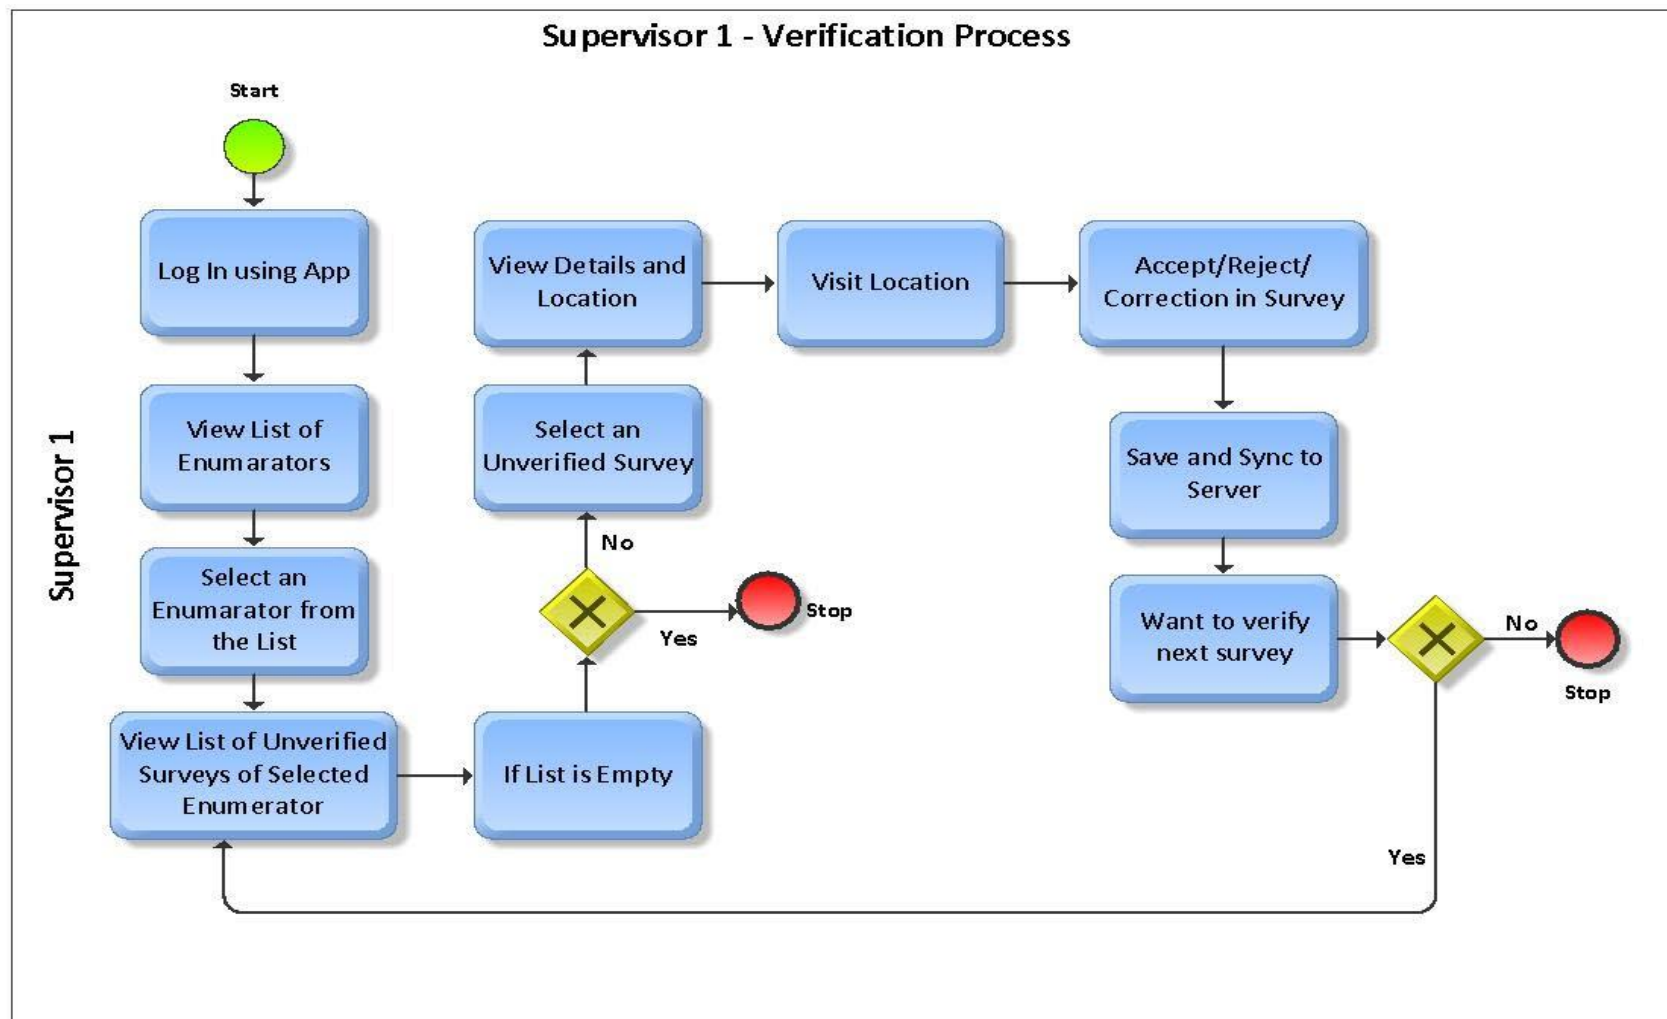 Supervisor 1 - Verification Process
Supervisor 1
Start
Log In using App
View List of
Enumarators
Select an
Enumarator from
the List
View List of Unverified
Surveys of Selected
Enumerator
If List is Empty
No
Yes
Stop
Select an
Unverified Survey
View Details and
Location
Visit Location
Accept/Reject/
Correction in Survey
Save and Sync to
Server
Want to verify
next survey
No
Stop
Yes